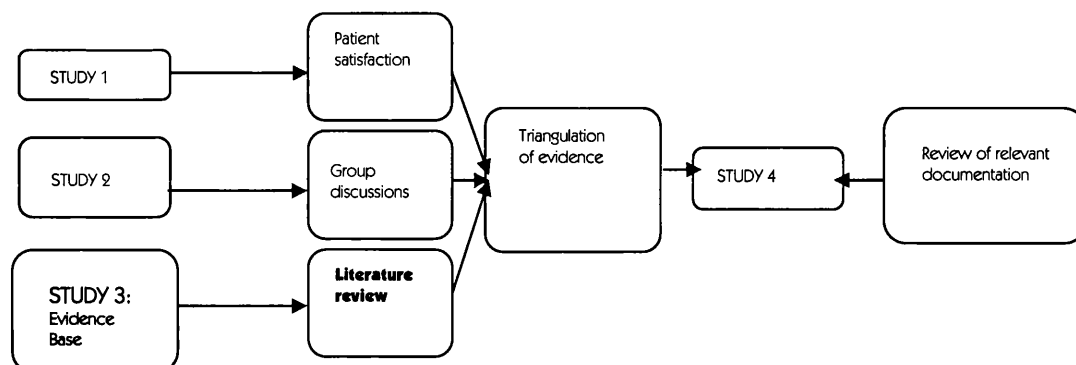 STUDY 1
Patient
satisfaction
STUDY 2
Group
discussions
STUDY 3:
Evidence
Base
Literature
review
Triangulation
of evidence
STUDY 4
Review of relevant
documentation